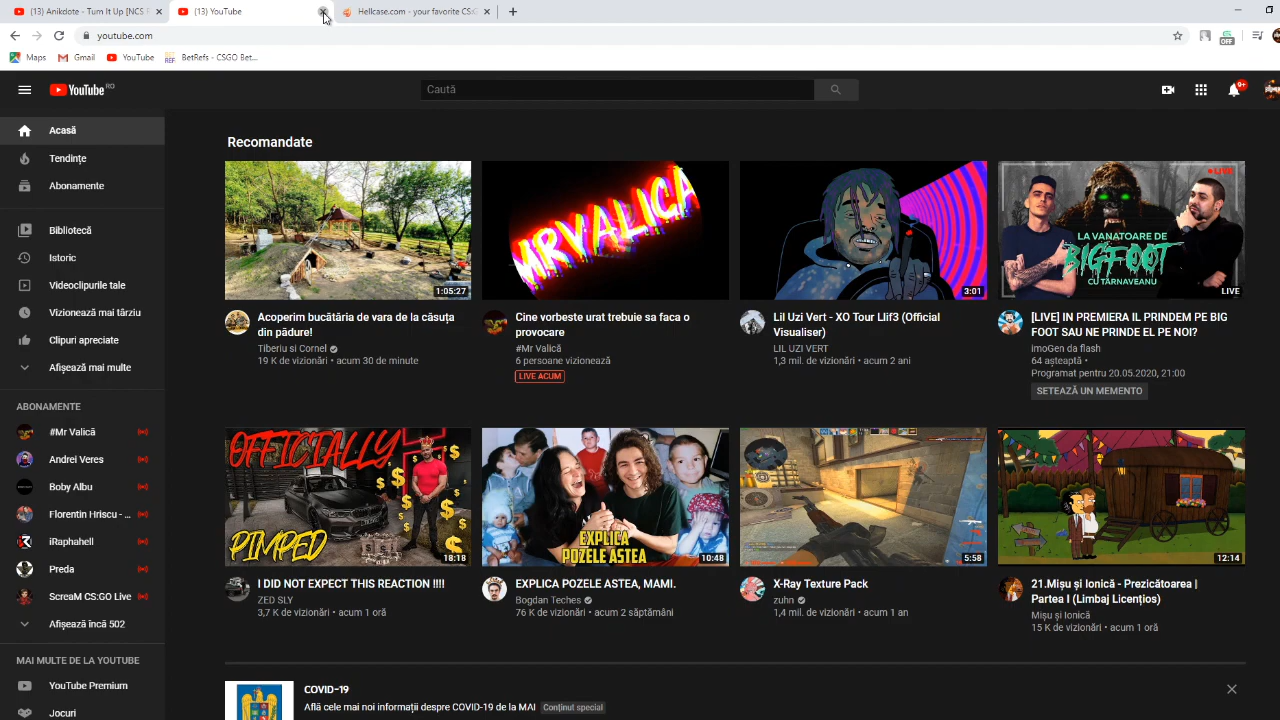 (13) Anikdote - Turn It Up [NCS R
(13) YouTube
Hellcase.com - your favorite CS:G
youtube.com
Maps
Gmail
YouTube
BET REF
BetRefs - CSGO Bet...
OFF
YouTube RO
Caută
9+
Acasă
Tendințe
Abonamente
Bibliotecă
Istoric
Videoclipurile tale
Vizionează mai târziu
Clipuri apreciate
Afișează mai multe
ABONAMENTE
#Mr Valică
Andrei Veres
Boby Albu
Florentin Hriscu - ...
iRaphahell
Preda
ScreaM CS:GO Live
Afișează încă 502
MAI MULTE DE LA YOUTUBE
YouTube Premium
Jocuri
Recomandate
1:05:27
Acoperim bucătăria de vara de la căsuța
din pădure!
Tiberiu si Cornel
19 K de vizionări • acum 30 de minute
MRVALICA
Cine vorbeste urat trebuie sa faca o
provocare
#Mr Valică
6 persoane vizionează
LIVE ACUM
3:01
Lil Uzi Vert - XO Tour Llif3 (Official
Visualiser)
LIL UZI VERT
1,3 mil. de vizionări • acum 2 ani
LIVE
LA VANATOARE DE
BIGFOOT
CU TÂRNAVEANU
LIVE
[LIVE] IN PREMIERA IL PRINDEM PE BIG
FOOT SAU NE PRINDE EL PE NOI?
imoGen da flash
64 așteaptă •
Programat pentru 20.05.2020, 21:00
SETEAZĂ UN MEMENTO
OFFICIALLY
PIMPED
18:18
I DID NOT EXPECT THIS REACTION !!!!
ZED SLY
3,7 K de vizionări • acum 1 oră
EXPLICA
POZELE ASTEA
10:48
EXPLICA POZELE ASTEA, MAMI.
Bogdan Teches
76 K de vizionări • acum 2 săptămâni
5:58
X-Ray Texture Pack
zuhn
1,4 mil. de vizionări • acum 1 an
12:14
21.Mișu și Ionică - Prezicătoarea |
Partea I (Limbaj Licențios)
Mișu și Ionică
15 K de vizionări • acum 1 oră
COVID-19
Află cele mai noi informații despre COVID-19 de la MAI
Conținut special